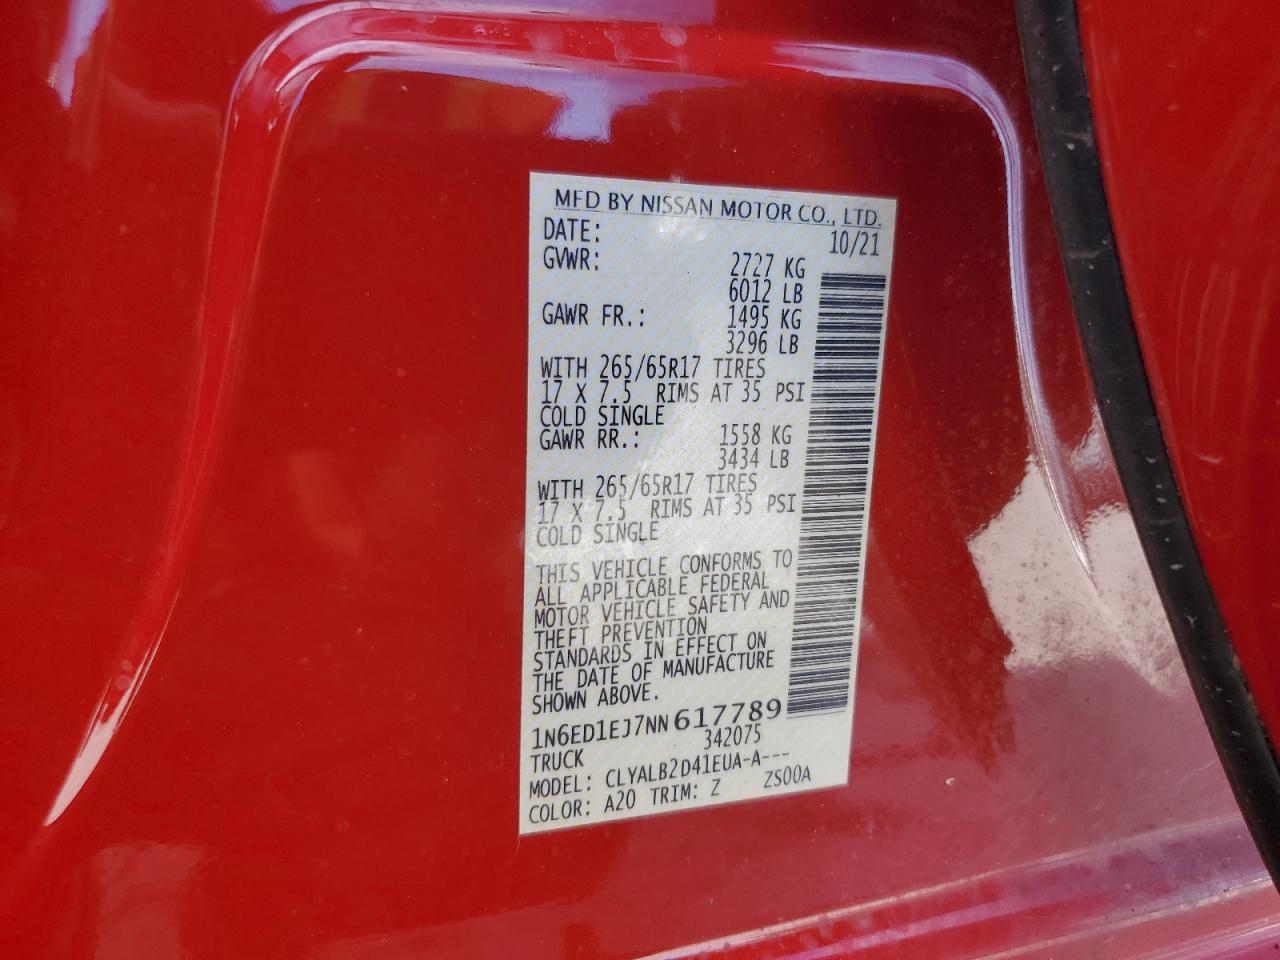 MFD BY NISSAN MOTOR CO., LTD.
DATE: 10/21
GVWR: 2727 KG
6012 LB
GAWR FR.: 1495 KG
3296 LB
WITH 265/65R17 TIRES
17 X 7.5 RIMS AT 35 PSI
COLD SINGLE
GAWR RR.: 1558 KG
3434 LB
WITH 265/65R17 TIRES
17 X 7.5 RIMS AT 35 PSI
COLD SINGLE
THIS VEHICLE CONFORMS TO
ALL APPLICABLE FEDERAL
MOTOR VEHICLE SAFETY AND
THEFT PREVENTION
STANDARDS IN EFFECT ON
THE DATE OF MANUFACTURE
SHOWN ABOVE.
1N6ED1EJ7NN617789
342075
TRUCK
MODEL: CLYALB2D41EUA-A---
COLOR: A20 TRIM: Z ZS00A